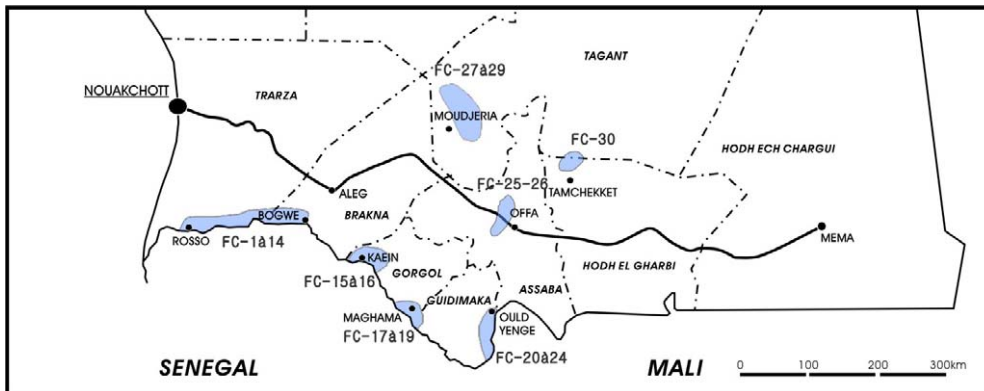 TAGANT
FC-27à29
NOUAKCHOTT
TRARZA
MOUDJERIA
FC-30
HODH ECH CHARGUI
FC-25-26
TAMCHEKKET
ALEG
OFFA
BOGWE
BRAKNA
ROSSO
FC-1à14
MEMA
KAEIN
GORGOL
HODH EL GHARBI
FC-15à16
ASSABA
GUIDIMAKA
MAGHAMA
OULD
YENGE
FC-17à19
FC-20à24
SENEGAL
MALI
0 100 200 300km